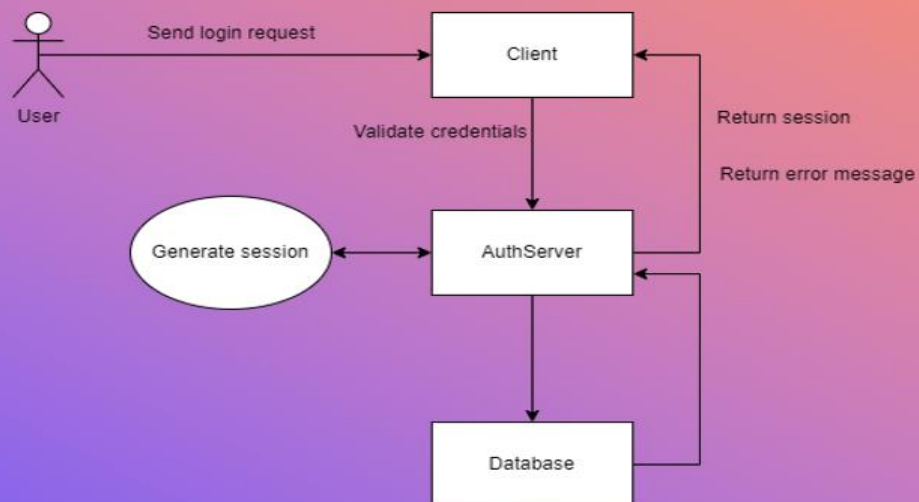 Send login request
Client
User
Return session
Validate credentials
Return error message
Generate session
AuthServer
Database